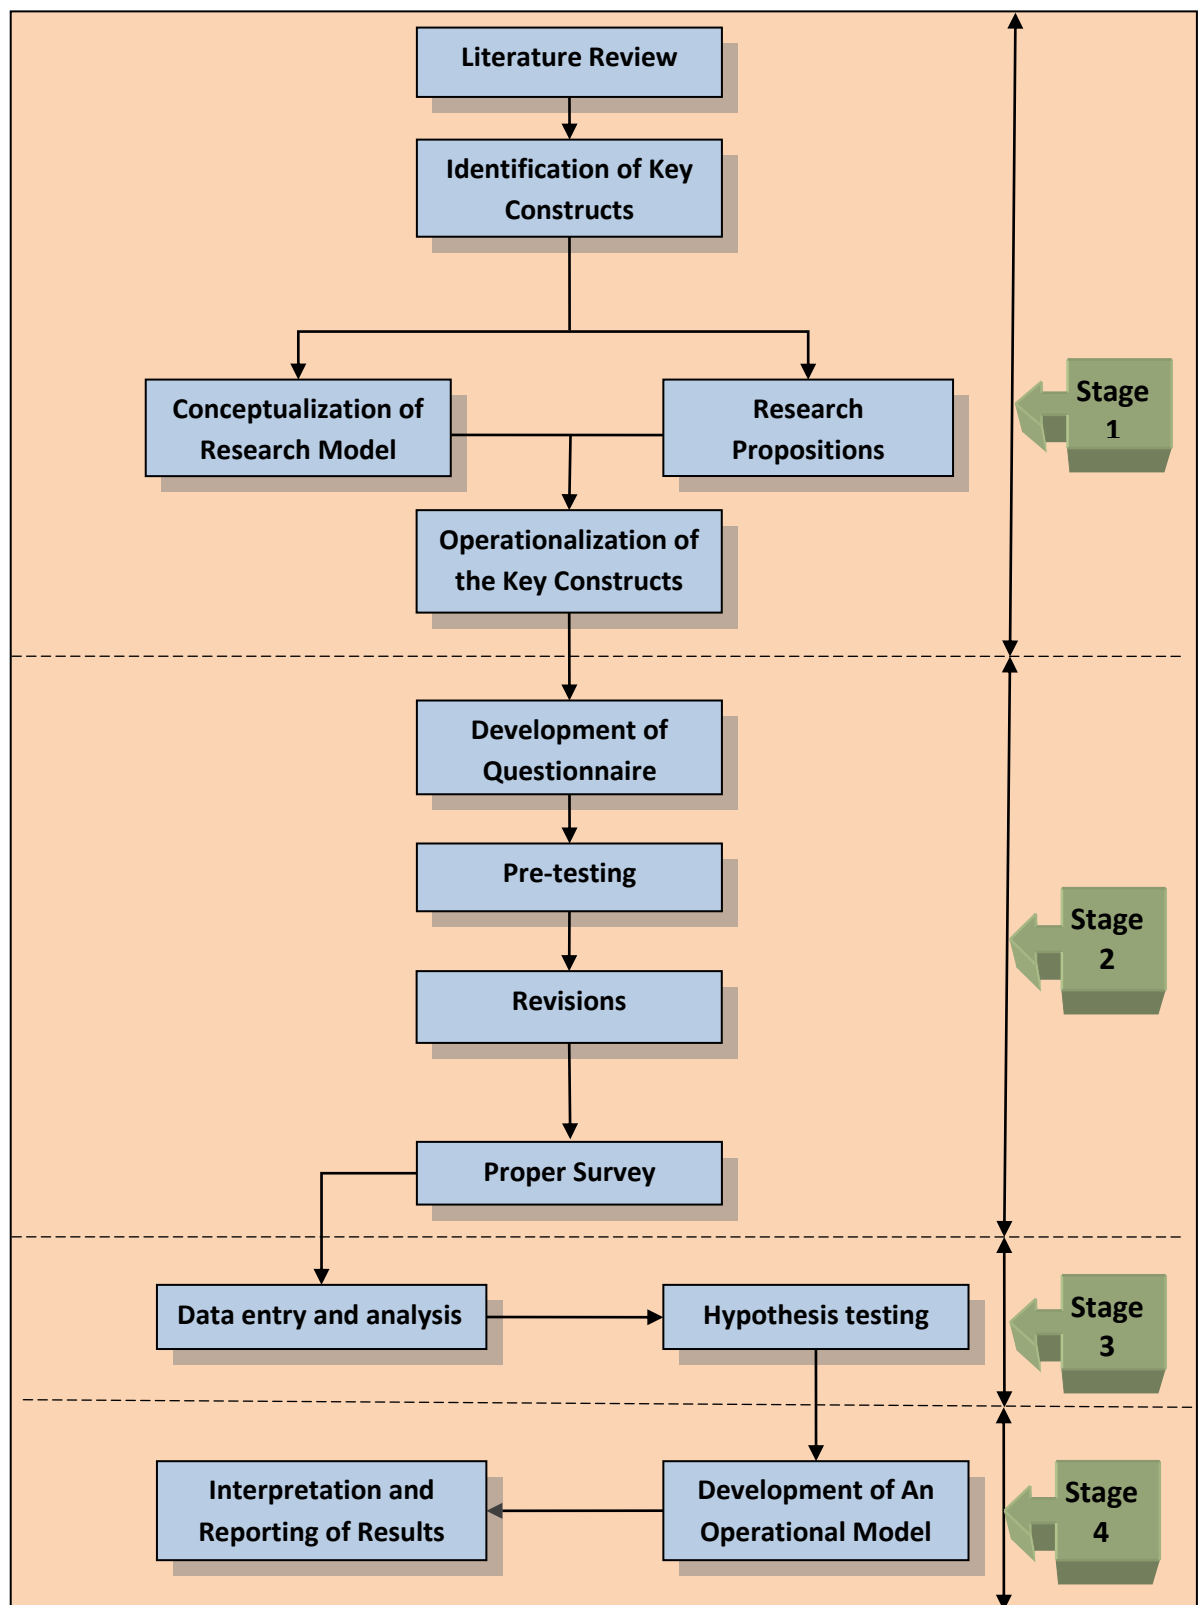 Literature Review
Identification of Key
Constructs
Conceptualization of
Research Model
Research
Propositions
Stage
1
Operationalization of
the Key Constructs
Development of
Questionnaire
Pre-testing
Stage
2
Revisions
Proper Survey
Data entry and analysis
Hypothesis testing
Stage
3
Interpretation and
Reporting of Results
Development of An
Operational Model
Stage
4